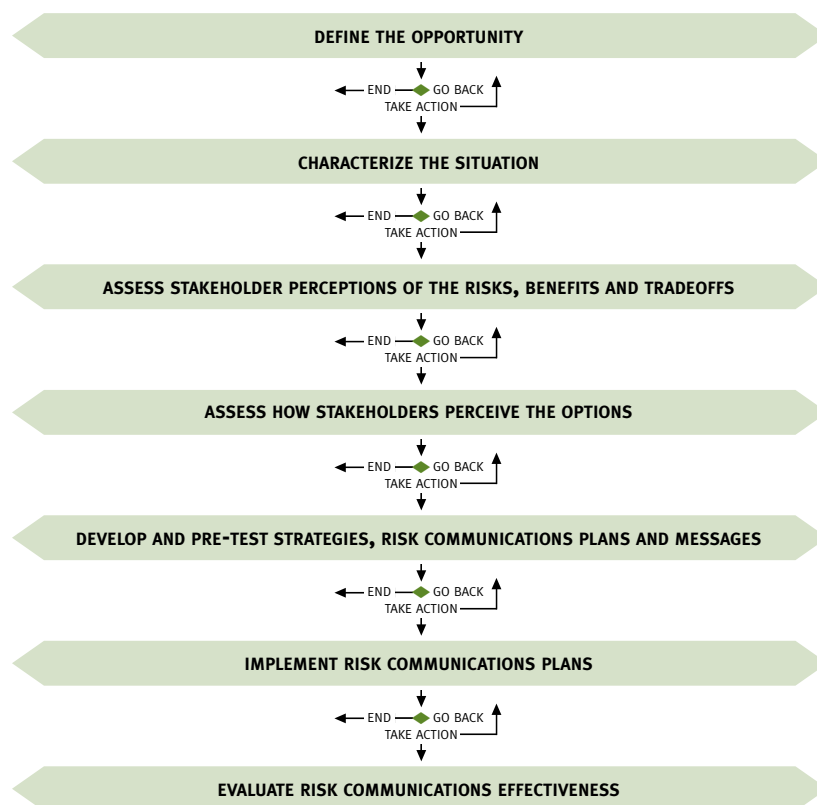 DEFINE THE OPPORTUNITY
END GO BACK
TAKE ACTION
CHARACTERIZE THE SITUATION
END GO BACK
TAKE ACTION
ASSESS STAKEHOLDER PERCEPTIONS OF THE RISKS, BENEFITS AND TRADEOFFS
END GO BACK
TAKE ACTION
ASSESS HOW STAKEHOLDERS PERCEIVE THE OPTIONS
END GO BACK
TAKE ACTION
DEVELOP AND PRE-TEST STRATEGIES, RISK COMMUNICATIONS PLANS AND MESSAGES
END GO BACK
TAKE ACTION
IMPLEMENT RISK COMMUNICATIONS PLANS
END GO BACK
TAKE ACTION
EVALUATE RISK COMMUNICATIONS EFFECTIVENESS